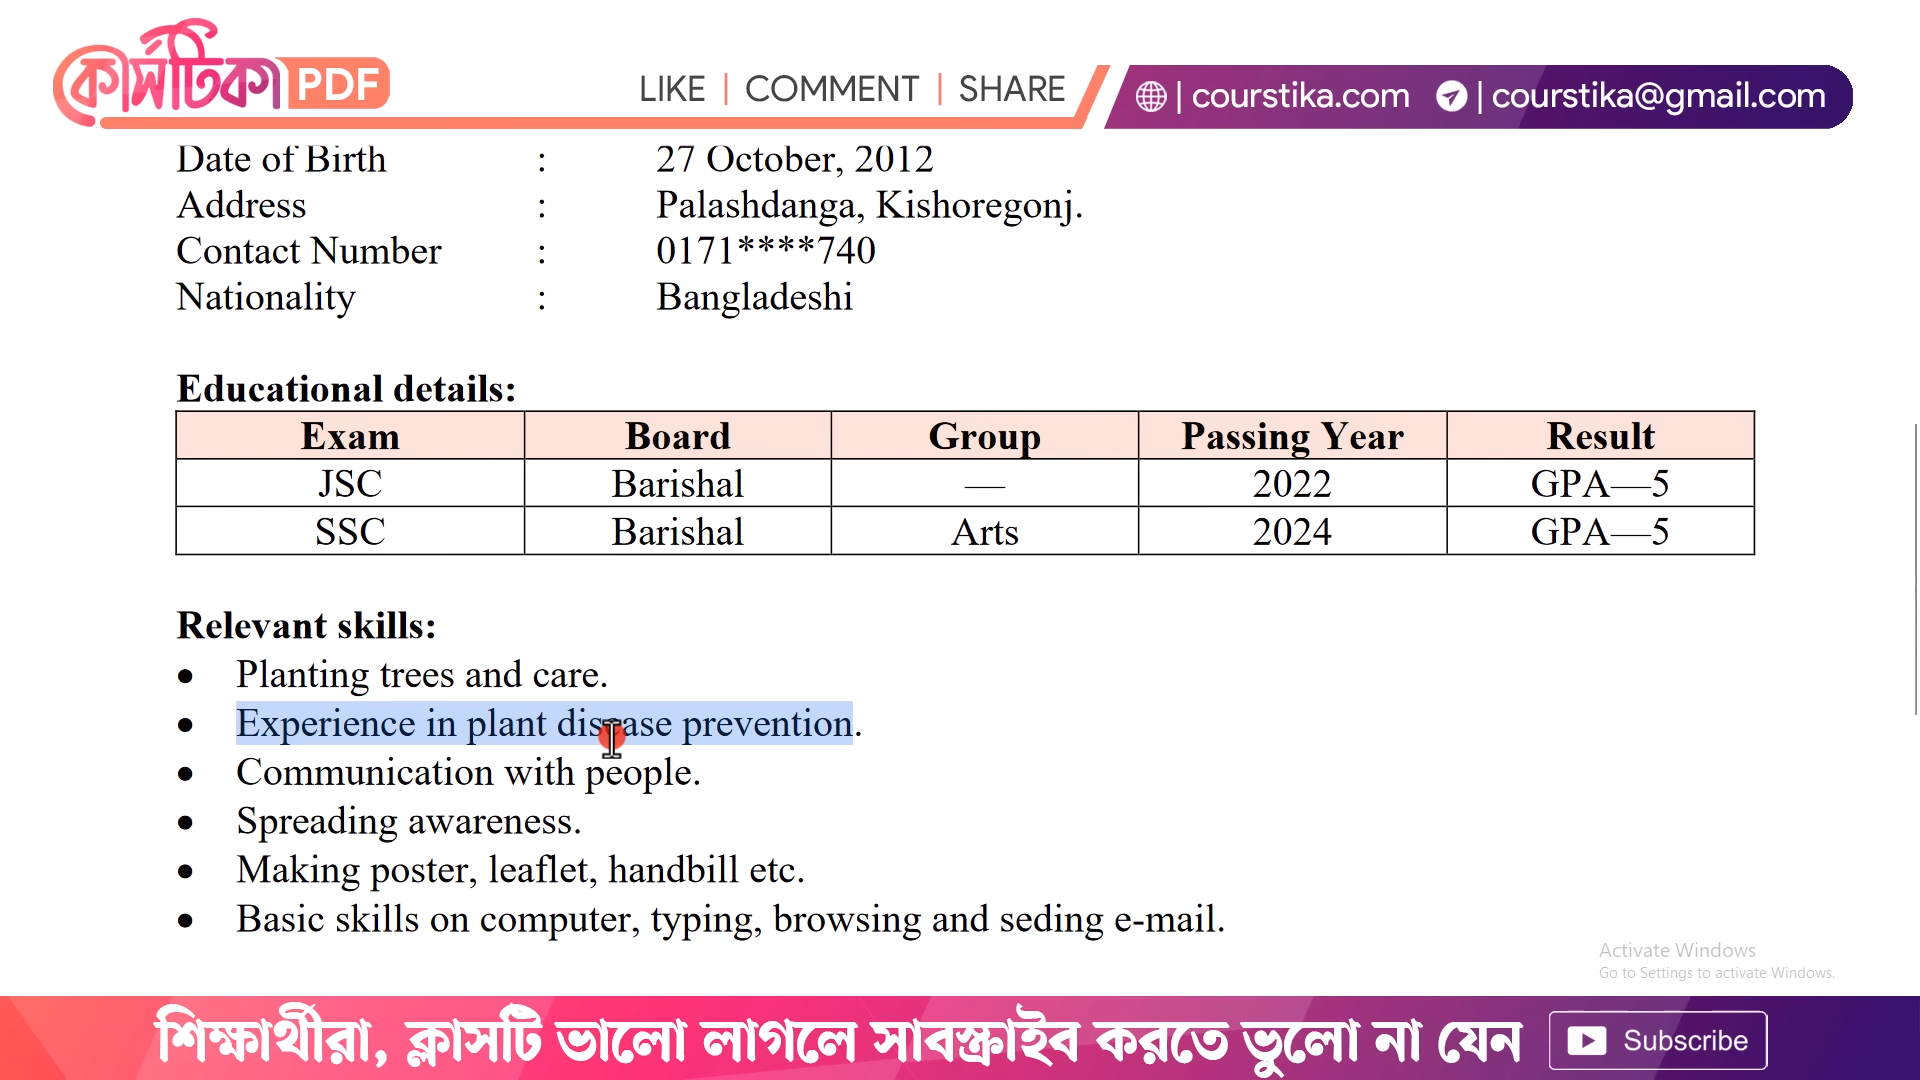 কোর্সটিকা PDF
LIKE | COMMENT | SHARE
| courstika.com | courstika@gmail.com
Date of Birth : 27 October, 2012
Address : Palashdanga, Kishoregonj.
Contact Number : 0171****740
Nationality : Bangladeshi
Educational details:
Exam Board Group Passing Year Result
JSC Barishal — 2022 GPA—5
SSC Barishal Arts 2024 GPA—5
Relevant skills:
• Planting trees and care.
• Experience in plant disease prevention.
• Communication with people.
• Spreading awareness.
• Making poster, leaflet, handbill etc.
• Basic skills on computer, typing, browsing and seding e-mail.
Activate Windows
Go to Settings to activate Windows.
শিক্ষার্থীরা, ক্লাসটি ভালো লাগলে সাবস্ক্রাইব করতে ভুলো না যেন
Subscribe